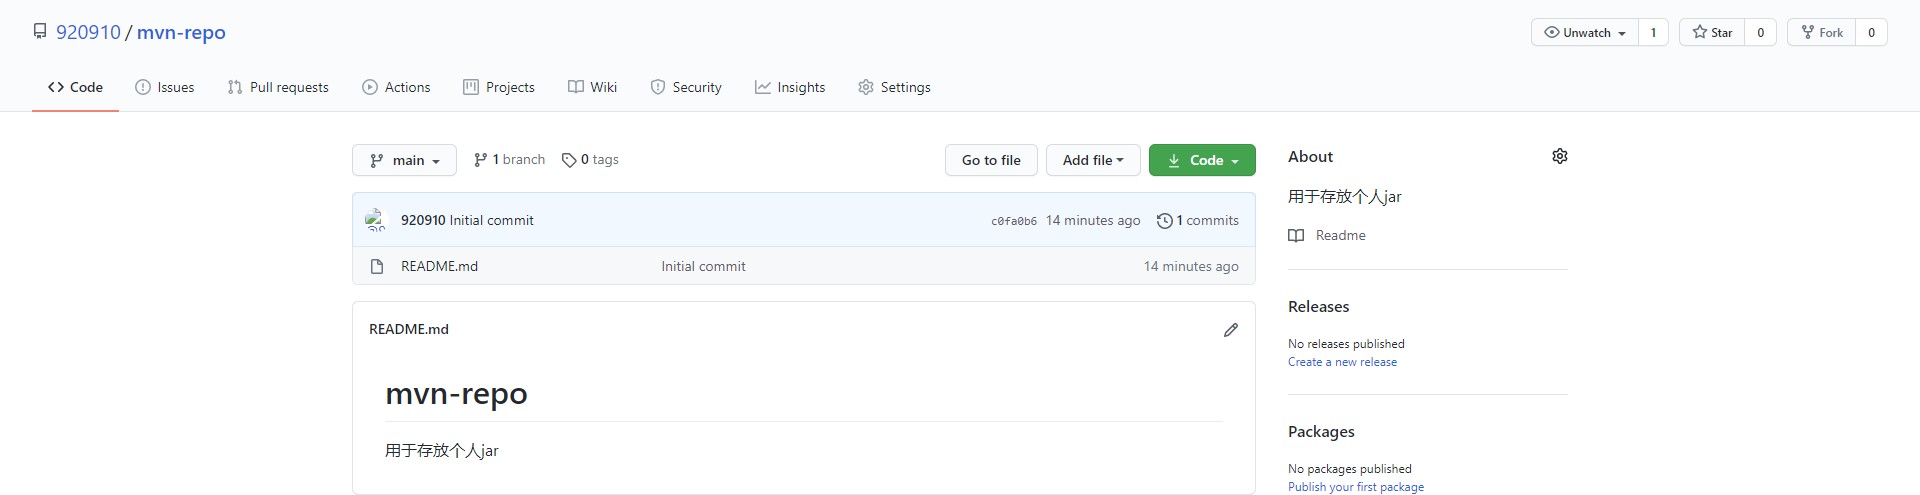 920910 / mvn-repo
Unwatch 1 Star 0 Fork 0
Code Issues Pull requests Actions Projects Wiki Security Insights Settings
main 1 branch 0 tags Go to file Add file Code
920910 Initial commit c0fa0b6 14 minutes ago 1 commits
README.md Initial commit 14 minutes ago
README.md
mvn-repo
用于存放个人jar
About
用于存放个人jar
Readme
Releases
No releases published
Create a new release
Packages
No packages published
Publish your first package